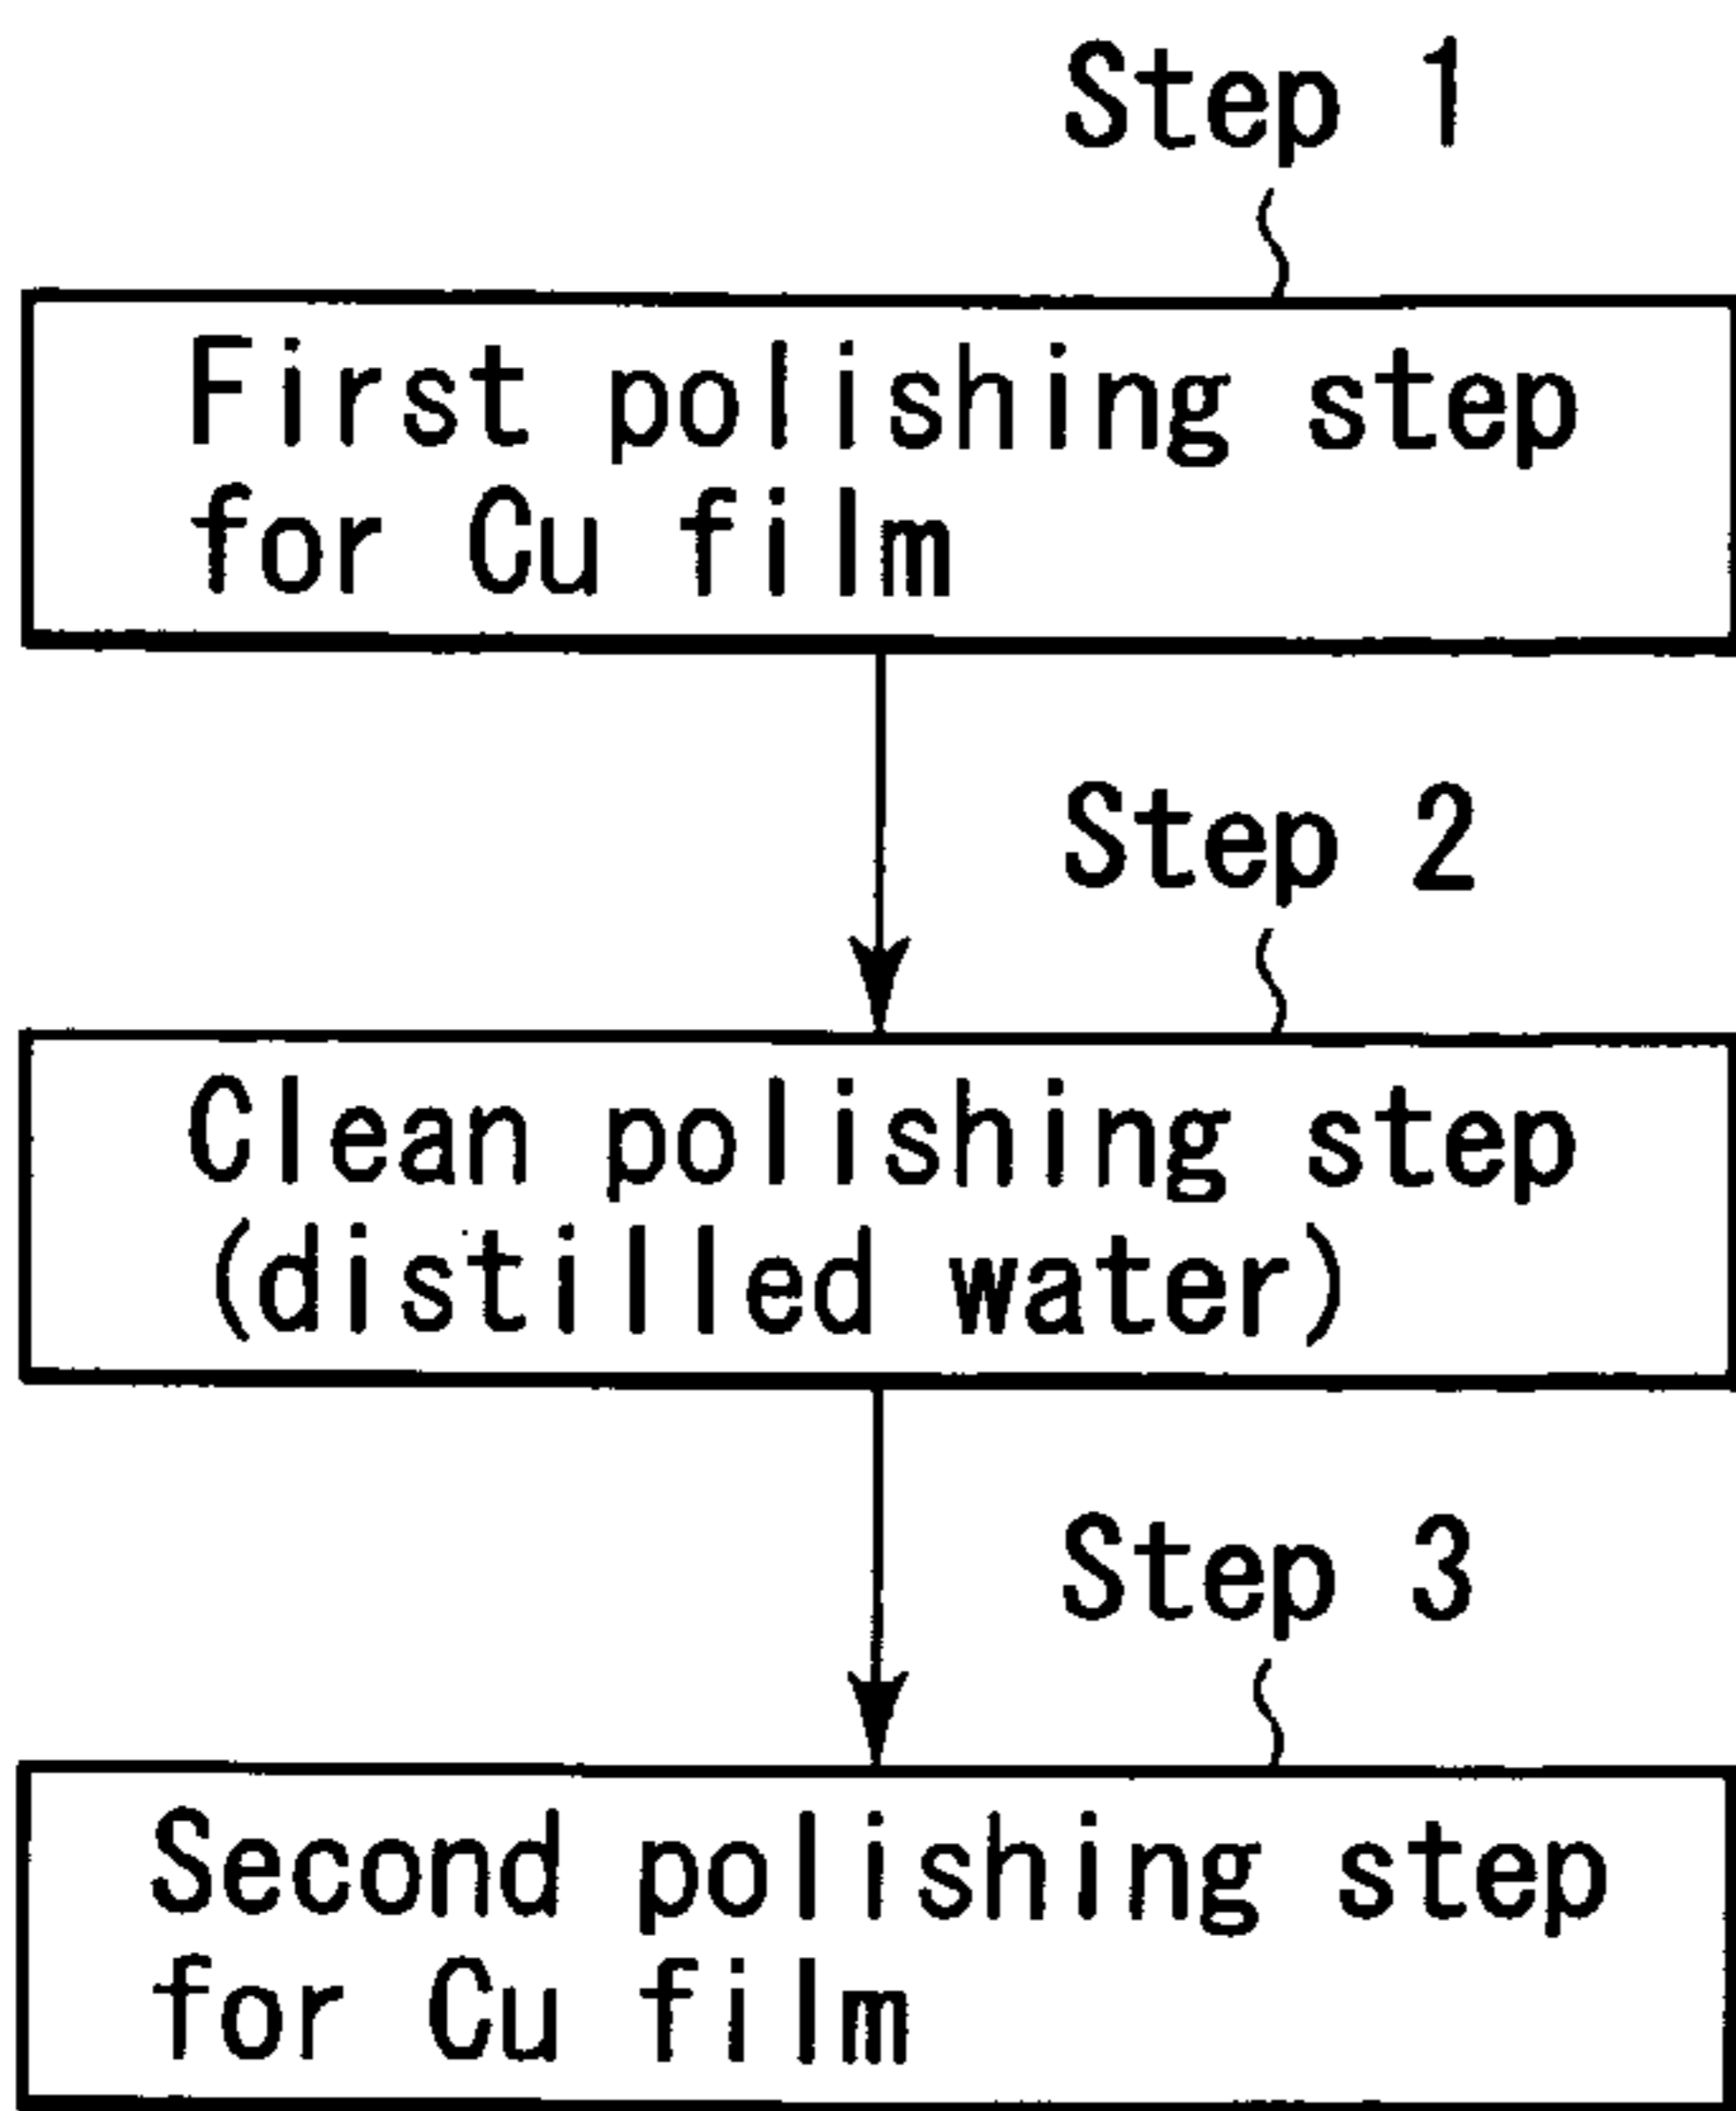 Step 1
First polishing step
for Cu film
Step 2
Clean polishing step
(distilled water)
Step 3
Second polishing step
for Cu film